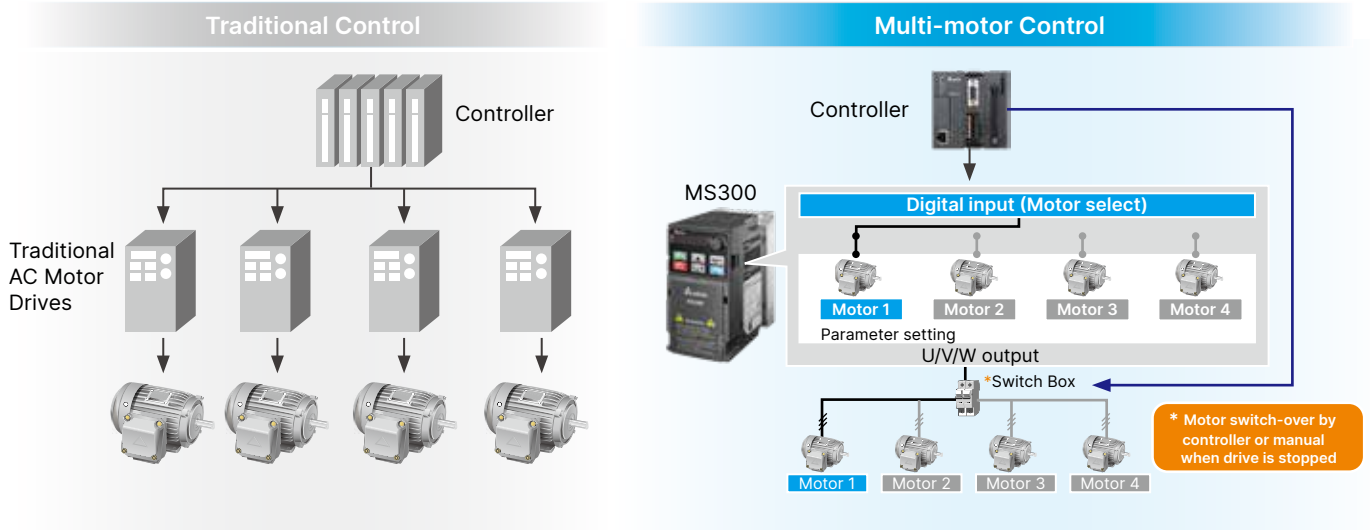 Traditional Control
Controller
Traditional
AC Motor
Drives
Multi-motor Control
Controller
MS300
Digital input (Motor select)
Motor 1
Motor 2
Motor 3
Motor 4
Parameter setting
U/V/W output
*Switch Box
* Motor switch-over by
controller or manual
when drive is stopped
Motor 1
Motor 2
Motor 3
Motor 4